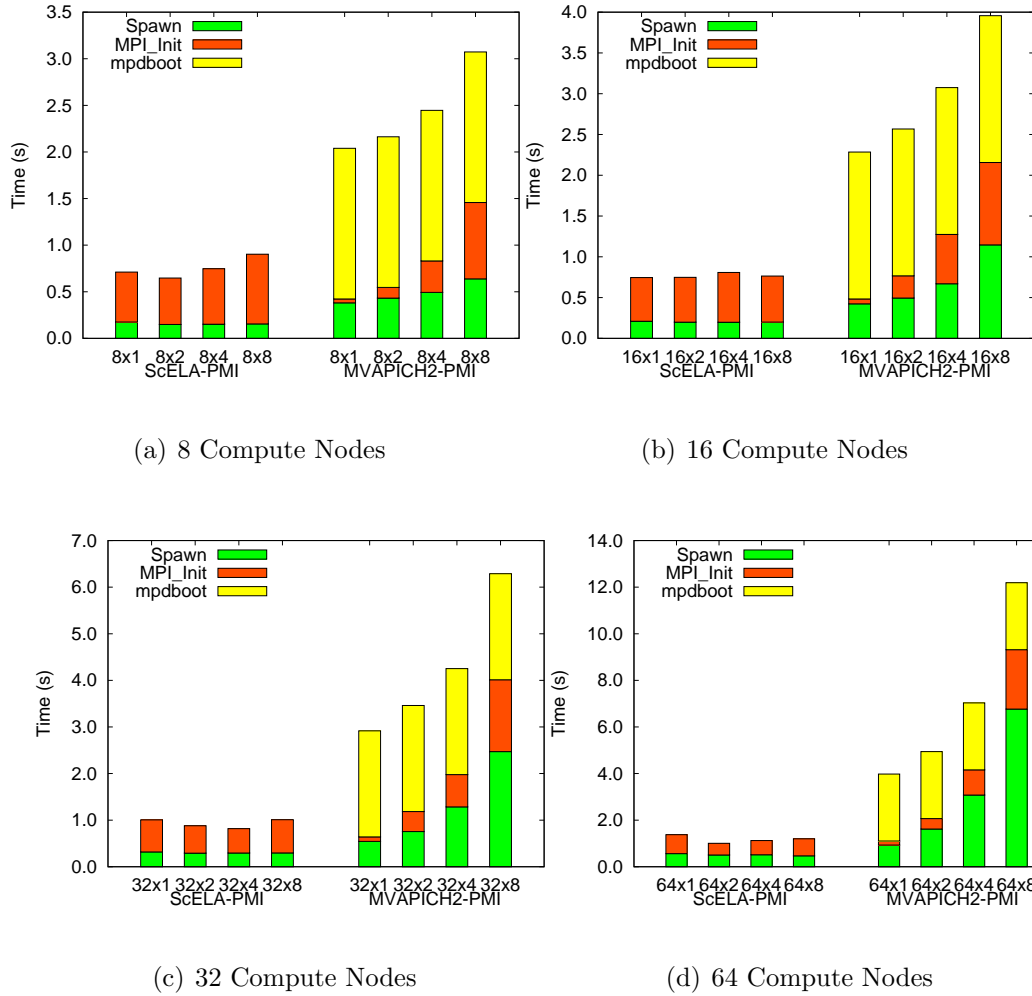 3.5
3.0
2.5
2.0
1.5
1.0
0.5
0.0
Time (s)
Spawn
MPI_Init
mpdboot
8x1 8x2 8x4 8x8 8x1 8x2 8x4 8x8
ScELA-PMI MVAPICH2-PMI
(a) 8 Compute Nodes
4.0
3.5
3.0
2.5
2.0
1.5
1.0
0.5
0.0
Time (s)
Spawn
MPI_Init
mpdboot
16x1 16x2 16x4 16x8 16x1 16x2 16x4 16x8
ScELA-PMI MVAPICH2-PMI
(b) 16 Compute Nodes
7.0
6.0
5.0
4.0
3.0
2.0
1.0
0.0
Time (s)
Spawn
MPI_Init
mpdboot
32x1 32x2 32x4 32x8 32x1 32x2 32x4 32x8
ScELA-PMI MVAPICH2-PMI
(c) 32 Compute Nodes
14.0
12.0
10.0
8.0
6.0
4.0
2.0
0.0
Time (s)
Spawn
MPI_Init
mpdboot
64x1 64x2 64x4 64x8 64x1 64x2 64x4 64x8
ScELA-PMI MVAPICH2-PMI
(d) 64 Compute Nodes